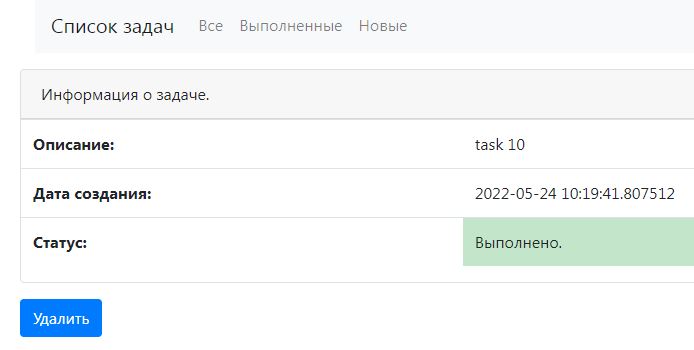 Список задач Все Выполненные Новые
Информация о задаче.
Описание: task 10
Дата создания: 2022-05-24 10:19:41.807512
Статус: Выполнено.
Удалить